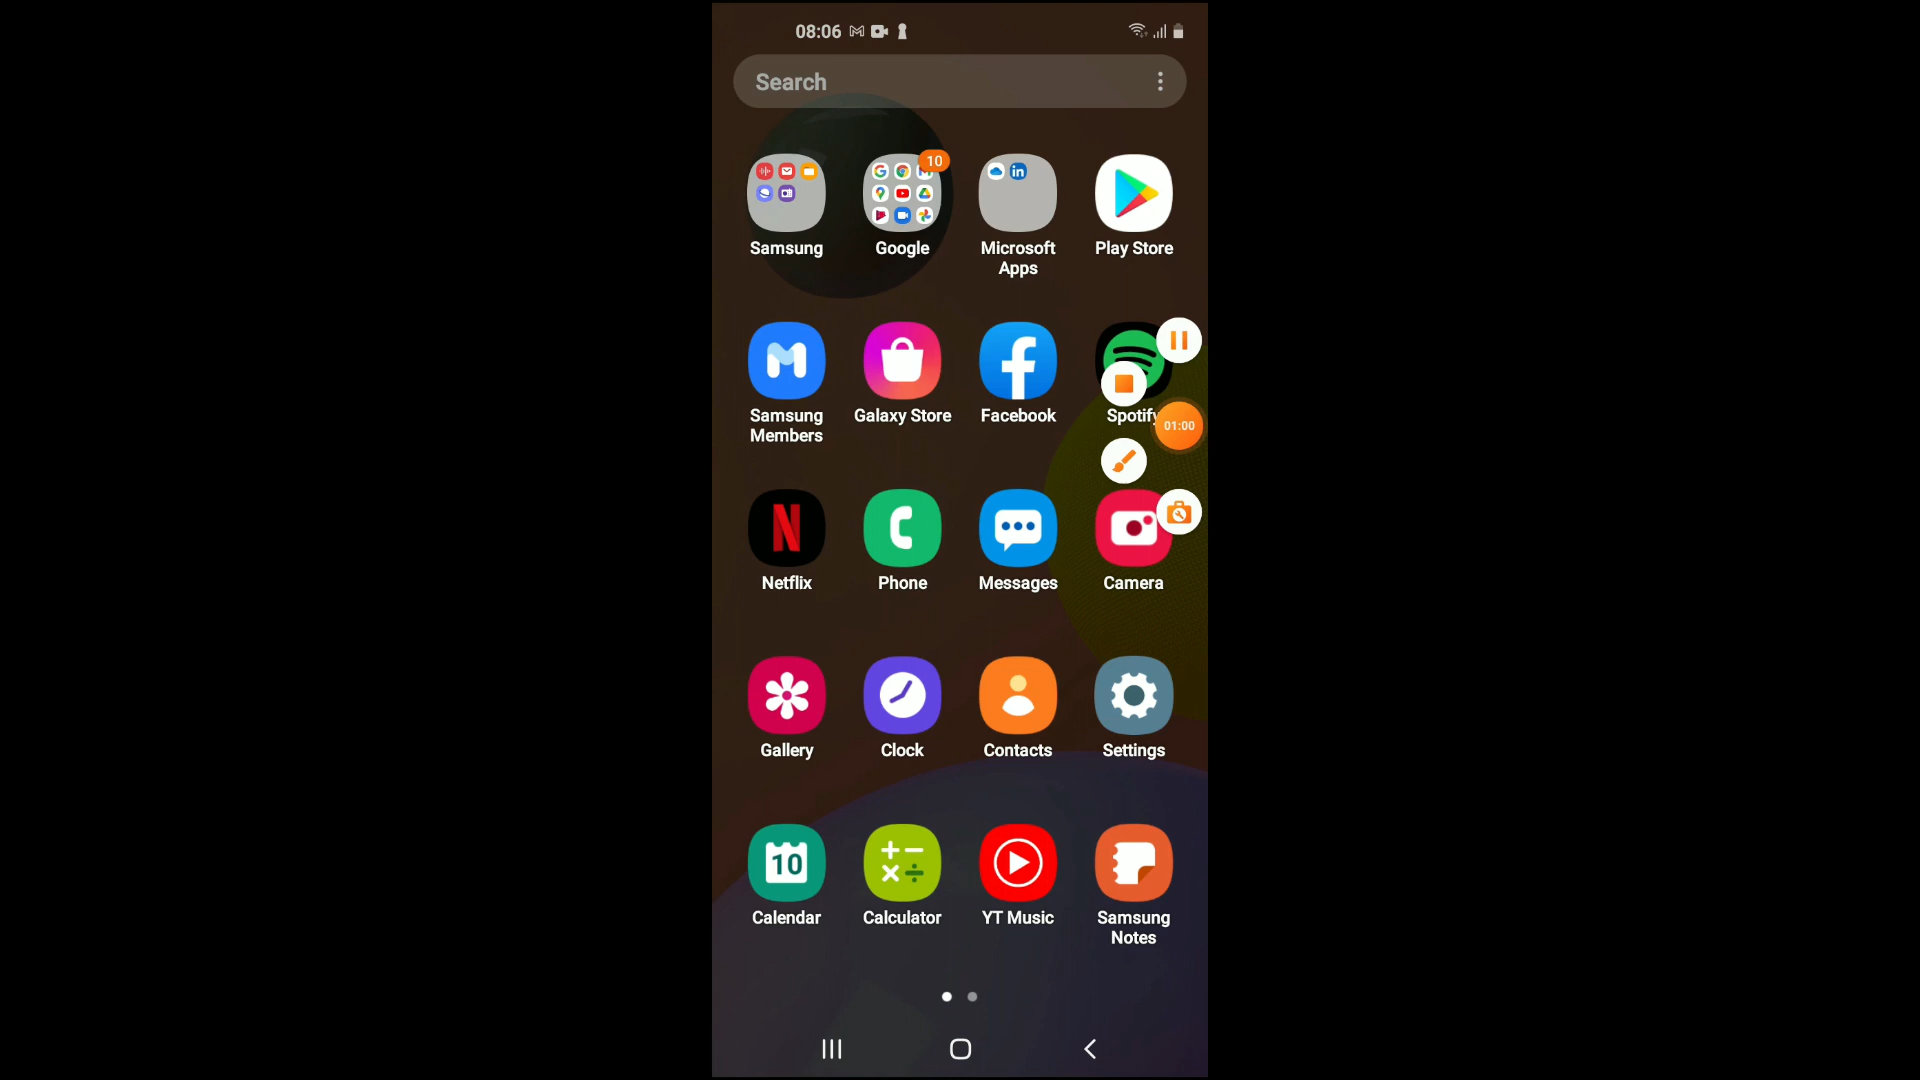 08:06
Search
10
Samsung
Google
Microsoft
Apps
Play Store
Samsung
Members
Galaxy Store
Facebook
Spotify
01:00
Netflix
Phone
Messages
Camera
Gallery
Clock
Contacts
Settings
10
Calendar
Calculator
YT Music
Samsung
Notes